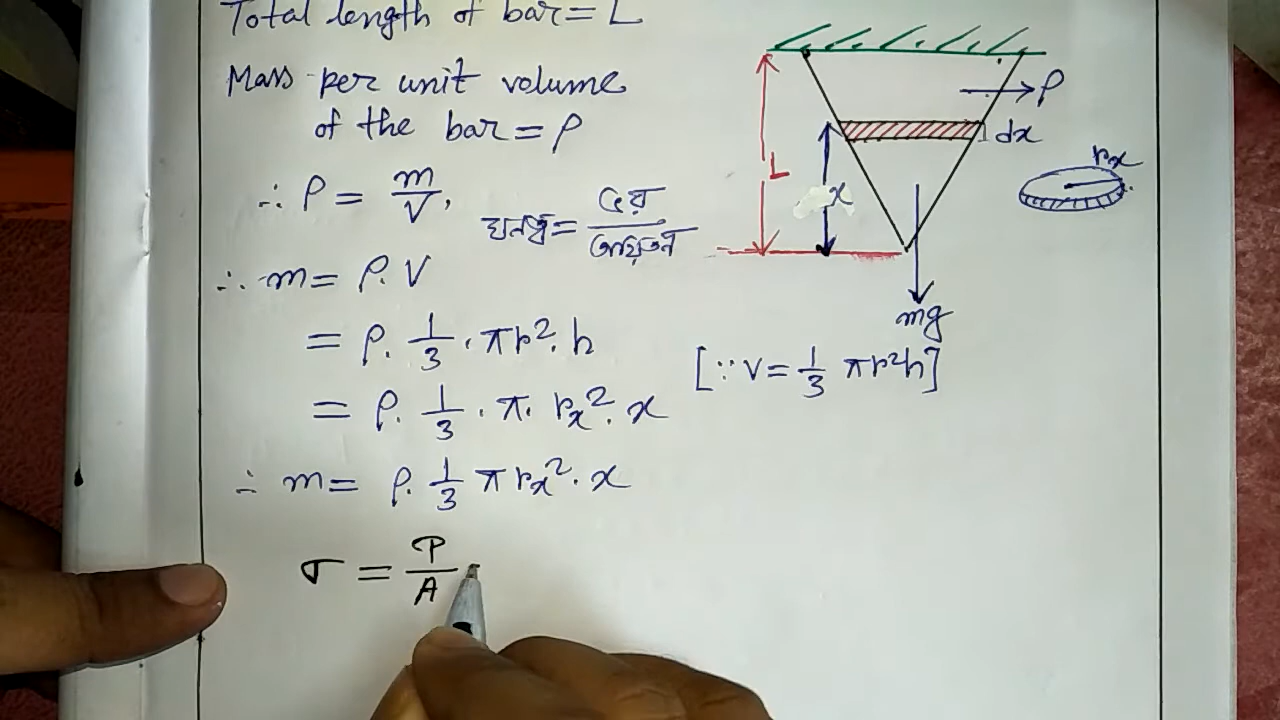 Total length of bar = L
Mass per unit volume
of the bar = ρ
∴ ρ = m/V,
ঘনত্ব = ভর/আয়তন
∴ m = ρ. V
= ρ. 1/3 . πr². h
[∵ V = 1/3 πr²h]
= ρ. 1/3 . π. rₓ². x
∴ m = ρ. 1/3 π rₓ². x
σ = P/A
L
x
ρ
dx
rₓ
mg